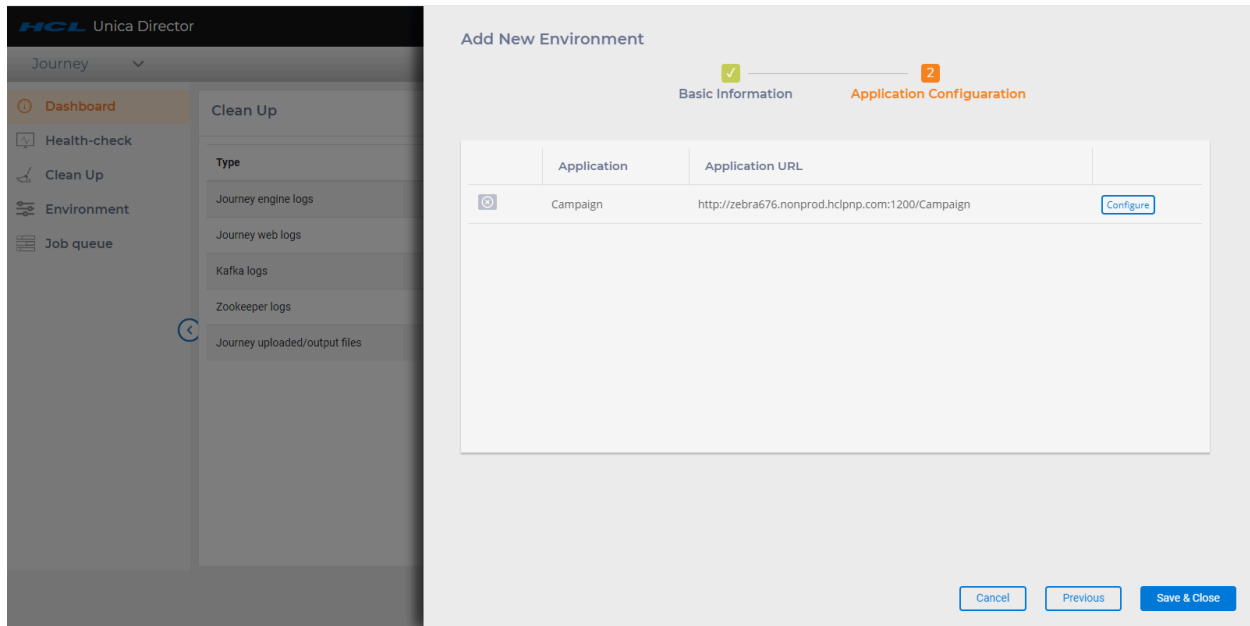 HCL Unica Director
Journey
Dashboard
Health-check
Clean Up
Environment
Job queue
Clean Up
Type
Journey engine logs
Journey web logs
Kafka logs
Zookeeper logs
Journey uploaded/output files
Add New Environment
2
Basic Information
Application Configuaration
Application
Application URL
Campaign
http://zebra676.nonprod.hclpnp.com:1200/Campaign
Configure
Cancel
Previous
Save & Close